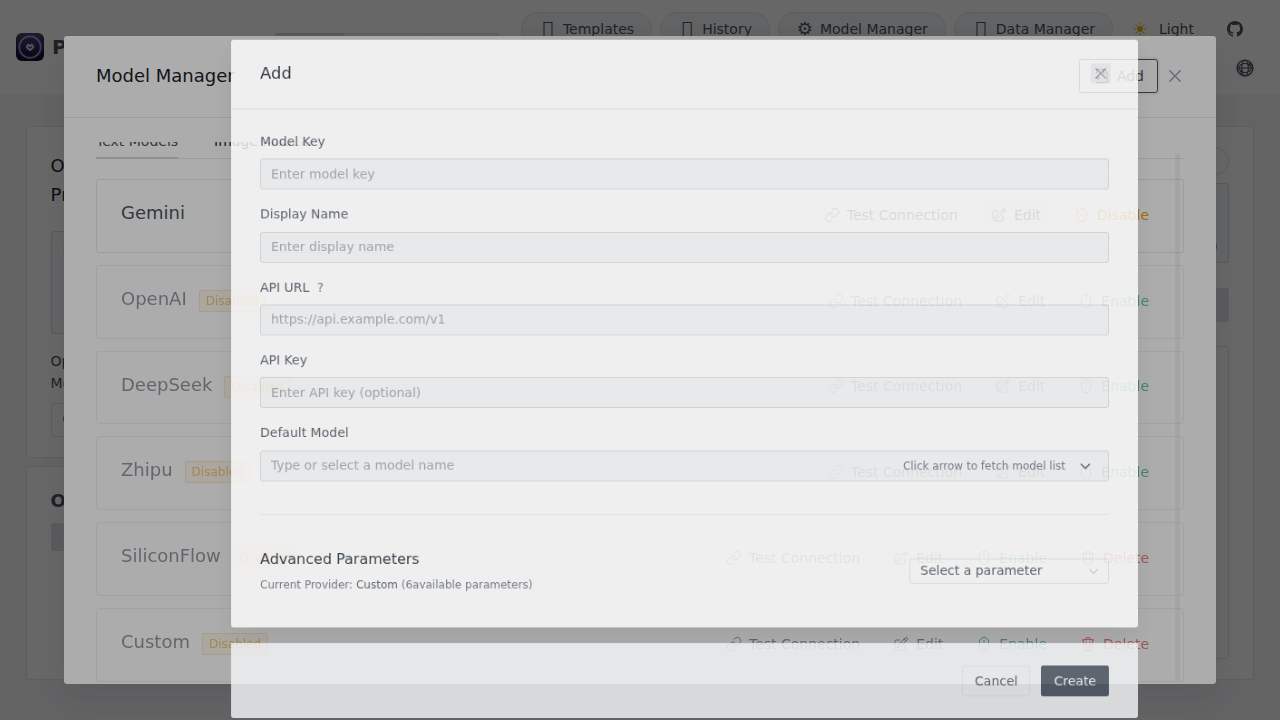 Templates
History
Model Manager
Data Manager
Light
Model Manager
Add
Add
Text Models
Model Key
Enter model key
Gemini
Test Connection
Edit
Disable
Display Name
Enter display name
OpenAI
Disabled
Test Connection
Edit
Enable
API URL ?
https://api.example.com/v1
API Key
DeepSeek
Test Connection
Edit
Enable
Enter API key (optional)
Default Model
Zhipu
Disabled
Type or select a model name
Click arrow to fetch model list
Test Connection
Edit
Enable
SiliconFlow
Advanced Parameters
Test Connection
Edit
Enable
Delete
Current Provider: Custom (6available parameters)
Select a parameter
Custom
Disabled
Test Connection
Edit
Enable
Delete
Cancel
Create